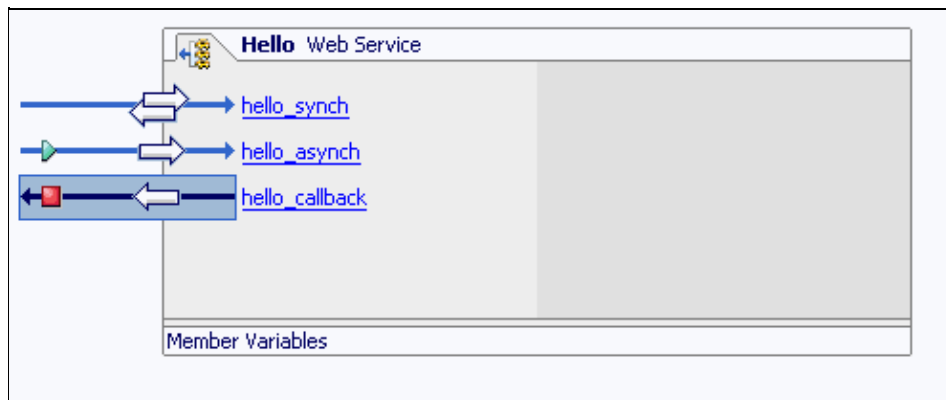 Hello Web Service
hello_synch
hello_asynch
hello_callback
Member Variables